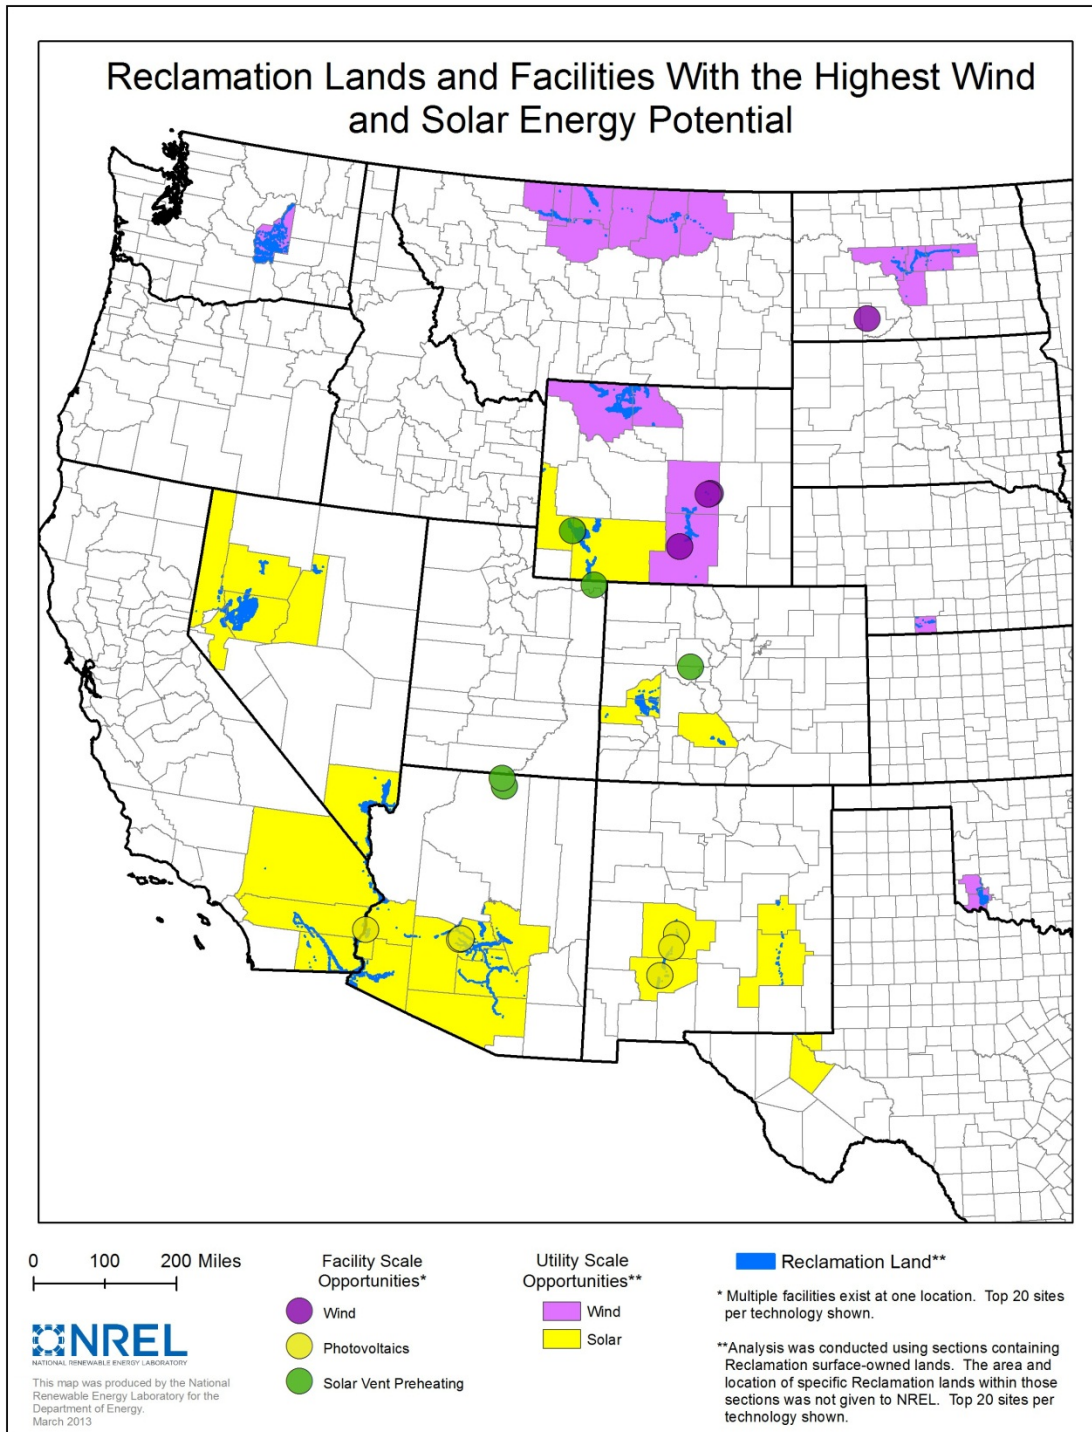 Reclamation Lands and Facilities With the Highest Wind
and Solar Energy Potential
0 100 200 Miles
NREL
NATIONAL RENEWABLE ENERGY LABORATORY
This map was produced by the National
Renewable Energy Laboratory for the
Department of Energy.
March 2013
Facility Scale
Opportunities*
Wind
Photovoltaics
Solar Vent Preheating
Utility Scale
Opportunities**
Wind
Solar
Reclamation Land**
* Multiple facilities exist at one location. Top 20 sites
per technology shown.
**Analysis was conducted using sections containing
Reclamation surface-owned lands. The area and
location of specific Reclamation lands within those
sections was not given to NREL. Top 20 sites per
technology shown.